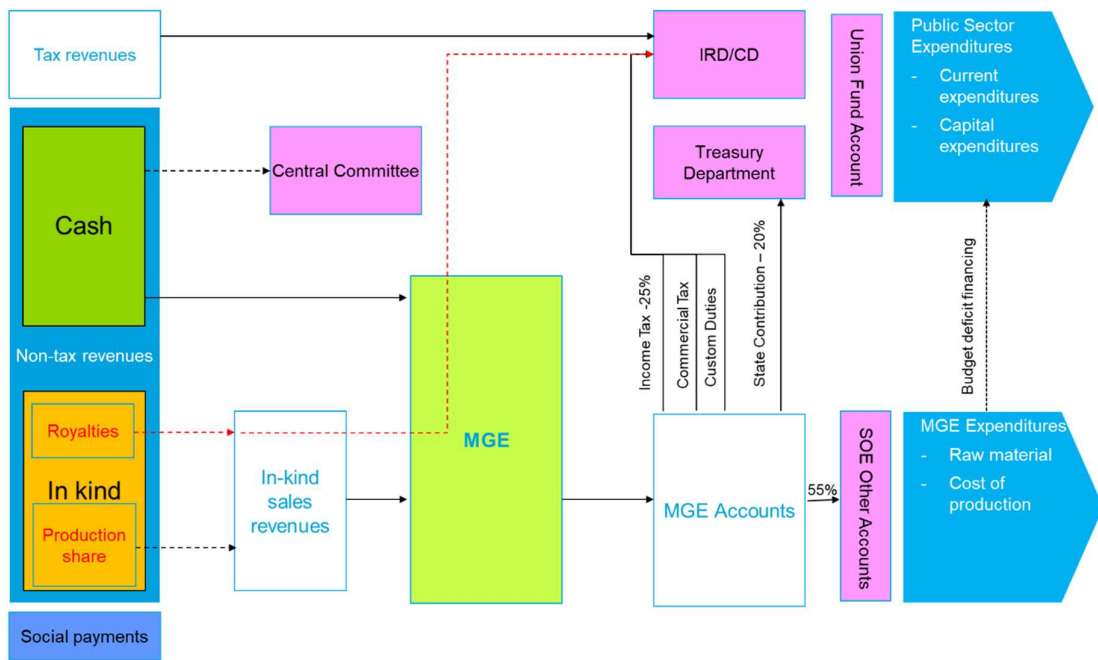 Tax revenues
Cash
Non-tax revenues
Royalties
In kind
Production
share
Social payments
Central Committee
In-kind
sales
revenues
MGE
IRD/CD
Treasury
Department
Income Tax -25%
Commercial Tax
Custom Duties
State Contribution – 20%
MGE Accounts
55%
Union Fund Account
SOE Other Accounts
Public Sector
Expenditures
- Current
expenditures
- Capital
expenditures
Budget deficit financing
MGE Expenditures
- Raw material
- Cost of
production